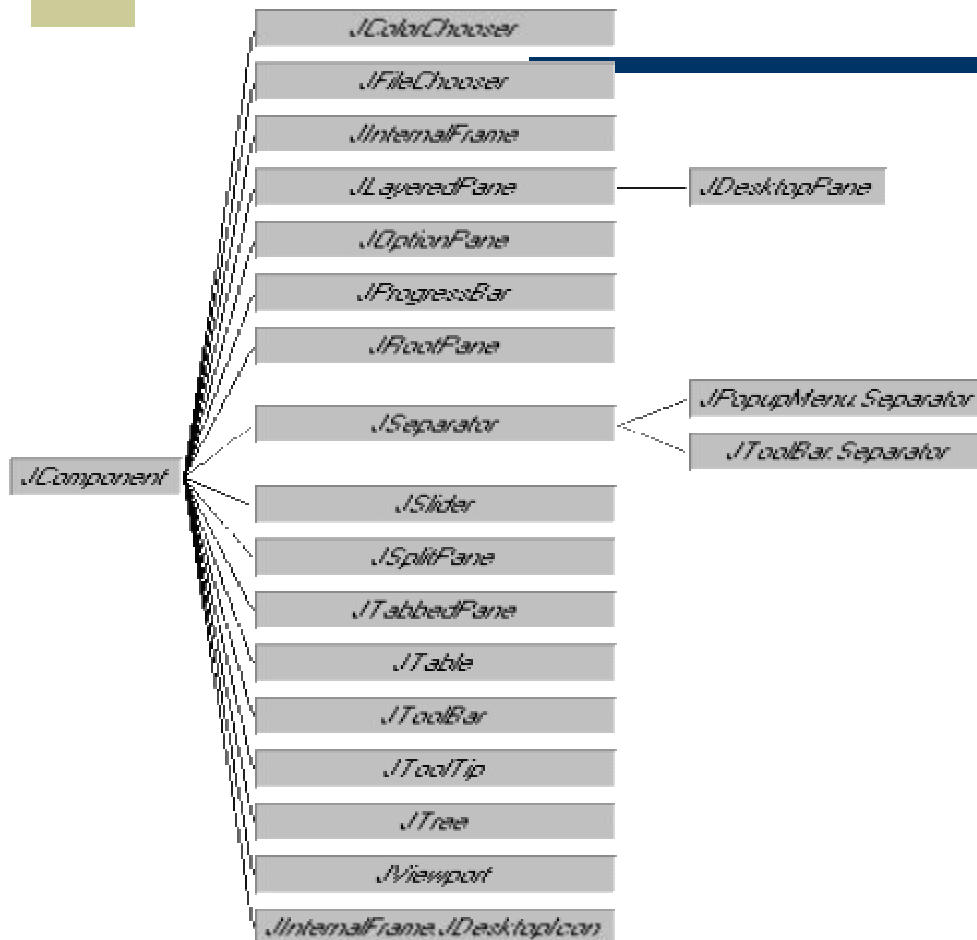 JColorChooser
JFileChooser
JInternalFrame
JLayeredPane
JDesktopPane
JOptionPane
JProgressBar
JRootPane
JPopupMenu.Separator
JSeparator
JToolBar.Separator
JComponent
JSlider
JSplitPane
JTabbedPane
JTable
JToolBar
JToolTip
JTree
JViewport
JInternalFrame.JDesktopIcon